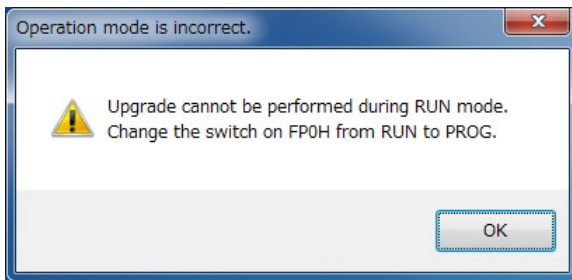 Operation mode is incorrect.
Upgrade cannot be performed during RUN mode.
Change the switch on FP0H from RUN to PROG.
OK